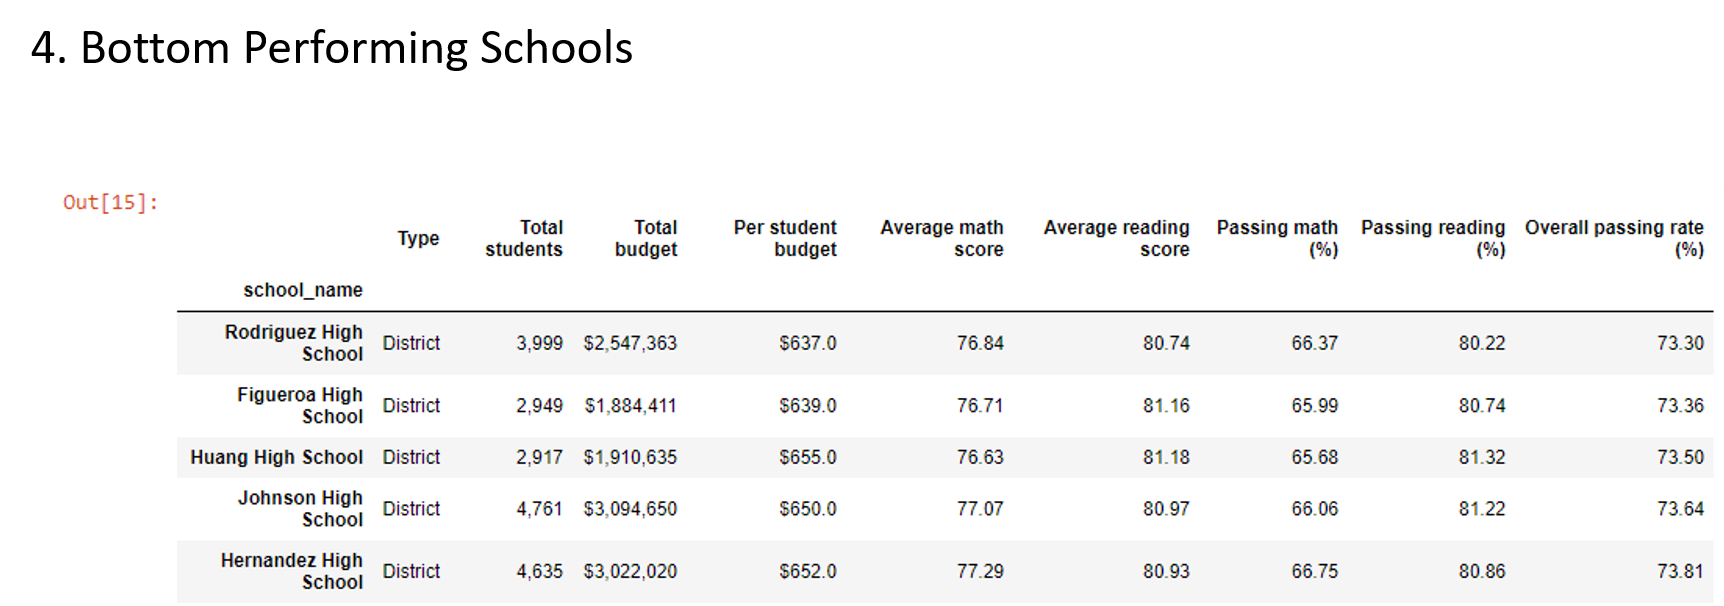 4. Bottom Performing Schools
Out[15]:
Type Total students Total budget Per student budget Average math score Average reading score Passing math (%) Passing reading (%) Overall passing rate (%)
school_name
Rodriguez High School District 3,999 $2,547,363 $637.0 76.84 80.74 66.37 80.22 73.30
Figueroa High School District 2,949 $1,884,411 $639.0 76.71 81.16 65.99 80.74 73.36
Huang High School District 2,917 $1,910,635 $655.0 76.63 81.18 65.68 81.32 73.50
Johnson High School District 4,761 $3,094,650 $650.0 77.07 80.97 66.06 81.22 73.64
Hernandez High School District 4,635 $3,022,020 $652.0 77.29 80.93 66.75 80.86 73.81